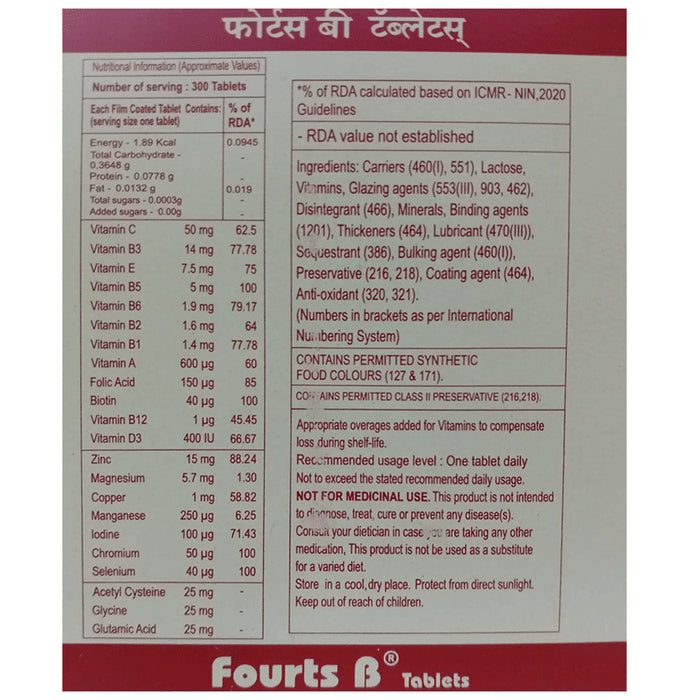 फोर्टस बी टॅब्लेटस्
Nutritional Information (Approximate Values)
Number of serving : 300 Tablets
Each Film Coated Tablet Contains: % of
(serving size one tablet) RDA*
Energy - 1.89 Kcal 0.0945
Total Carbohydrate - -
0.3648 g
Protein - 0.0778 g -
Fat - 0.0132 g 0.019
Total sugars - 0.0003g -
Added sugars - 0.00g -
Vitamin C 50 mg 62.5
Vitamin B3 14 mg 77.78
Vitamin E 7.5 mg 75
Vitamin B5 5 mg 100
Vitamin B6 1.9 mg 79.17
Vitamin B2 1.6 mg 64
Vitamin B1 1.4 mg 77.78
Vitamin A 600 µg 60
Folic Acid 150 µg 85
Biotin 40 µg 100
Vitamin B12 1 µg 45.45
Vitamin D3 400 IU 66.67
Zinc 15 mg 88.24
Magnesium 5.7 mg 1.30
Copper 1 mg 58.82
Manganese 250 µg 6.25
Iodine 100 µg 71.43
Chromium 50 µg 100
Selenium 40 µg 100
Acetyl Cysteine 25 mg -
Glycine 25 mg -
Glutamic Acid 25 mg -
*% of RDA calculated based on ICMR- NIN,2020
Guidelines
- RDA value not established
Ingredients: Carriers (460(I), 551), Lactose,
Vitamins, Glazing agents (553(III), 903, 462),
Disintegrant (466), Minerals, Binding agents
(1201), Thickeners (464), Lubricant (470(III)),
Sequestrant (386), Bulking agent (460(I)),
Preservative (216, 218), Coating agent (464),
Anti-oxidant (320, 321).
(Numbers in brackets as per International
Numbering System)
CONTAINS PERMITTED SYNTHETIC
FOOD COLOURS (127 & 171).
CONTAINS PERMITTED CLASS II PRESERVATIVE (216,218).
Appropriate overages added for Vitamins to compensate
loss during shelf-life.
Recommended usage level : One tablet daily
Not to exceed the stated recommended daily usage.
NOT FOR MEDICINAL USE. This product is not intended
to diagnose, treat, cure or prevent any disease(s).
Consult your dietician in case you are taking any other
medication, This product is not be used as a substitute
for a varied diet.
Store in a cool,dry place. Protect from direct sunlight.
Keep out of reach of children.
Fourts B® Tablets